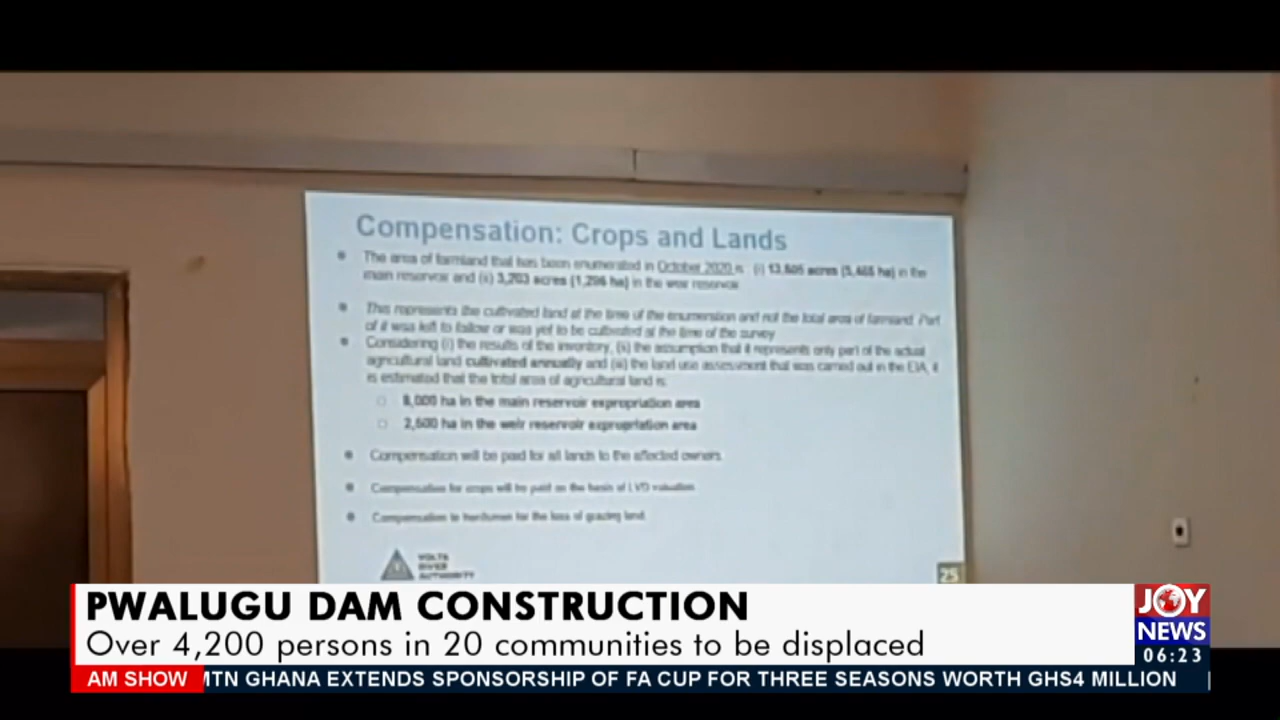 Compensation: Crops and Lands
The area of farmland that has been enumerated in October 2020 is : (i) 13,505 acres (5,465 ha) in the
main reservoir and (ii) 3,203 acres (1,296 ha) in the weir reservoir
This represents the cultivated land at the time of the enumeration and not the total area of farmland. Part
of it was left to fallow or was yet to be cultivated at the time of the survey
Considering (i) the results of the inventory, (ii) the assumption that it represents only part of the actual
agricultural land cultivated annually and (iii) the land use assessment that was carried out in the EIA, it
is estimated that the total area of agricultural land is:
8,000 ha in the main reservoir expropriation area
2,600 ha in the weir reservoir expropriation area
Compensation will be paid for all lands to the affected owners
Compensation for crops will be paid on the basis of LVD valuation
Compensation to herdsmen for the loss of grazing land
VOLTA
RIVER
AUTHORITY
25
PWALUGU DAM CONSTRUCTION
Over 4,200 persons in 20 communities to be displaced
JOY
NEWS
06:23
AM SHOW MTN GHANA EXTENDS SPONSORSHIP OF FA CUP FOR THREE SEASONS WORTH GHS4 MILLION